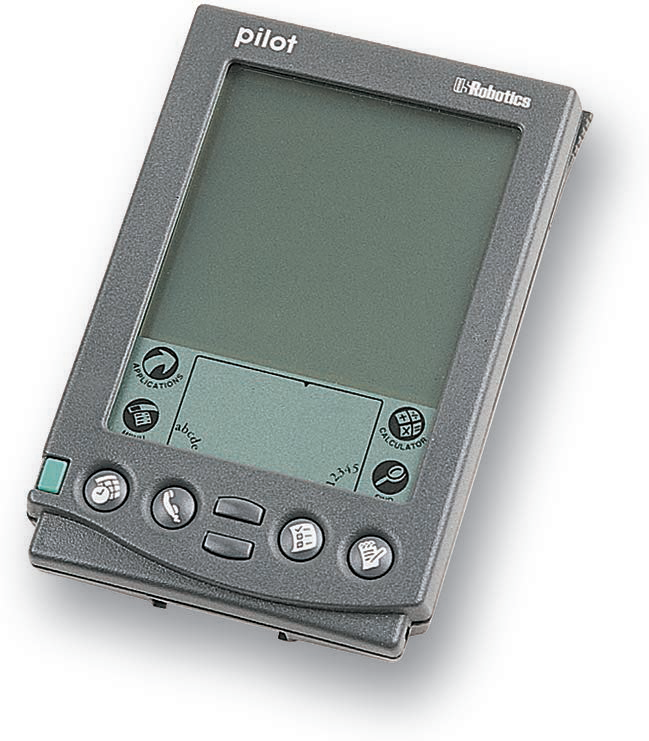 pilot
U.S.Robotics
APPLICATIONS
CALCULATOR
abcde
12345